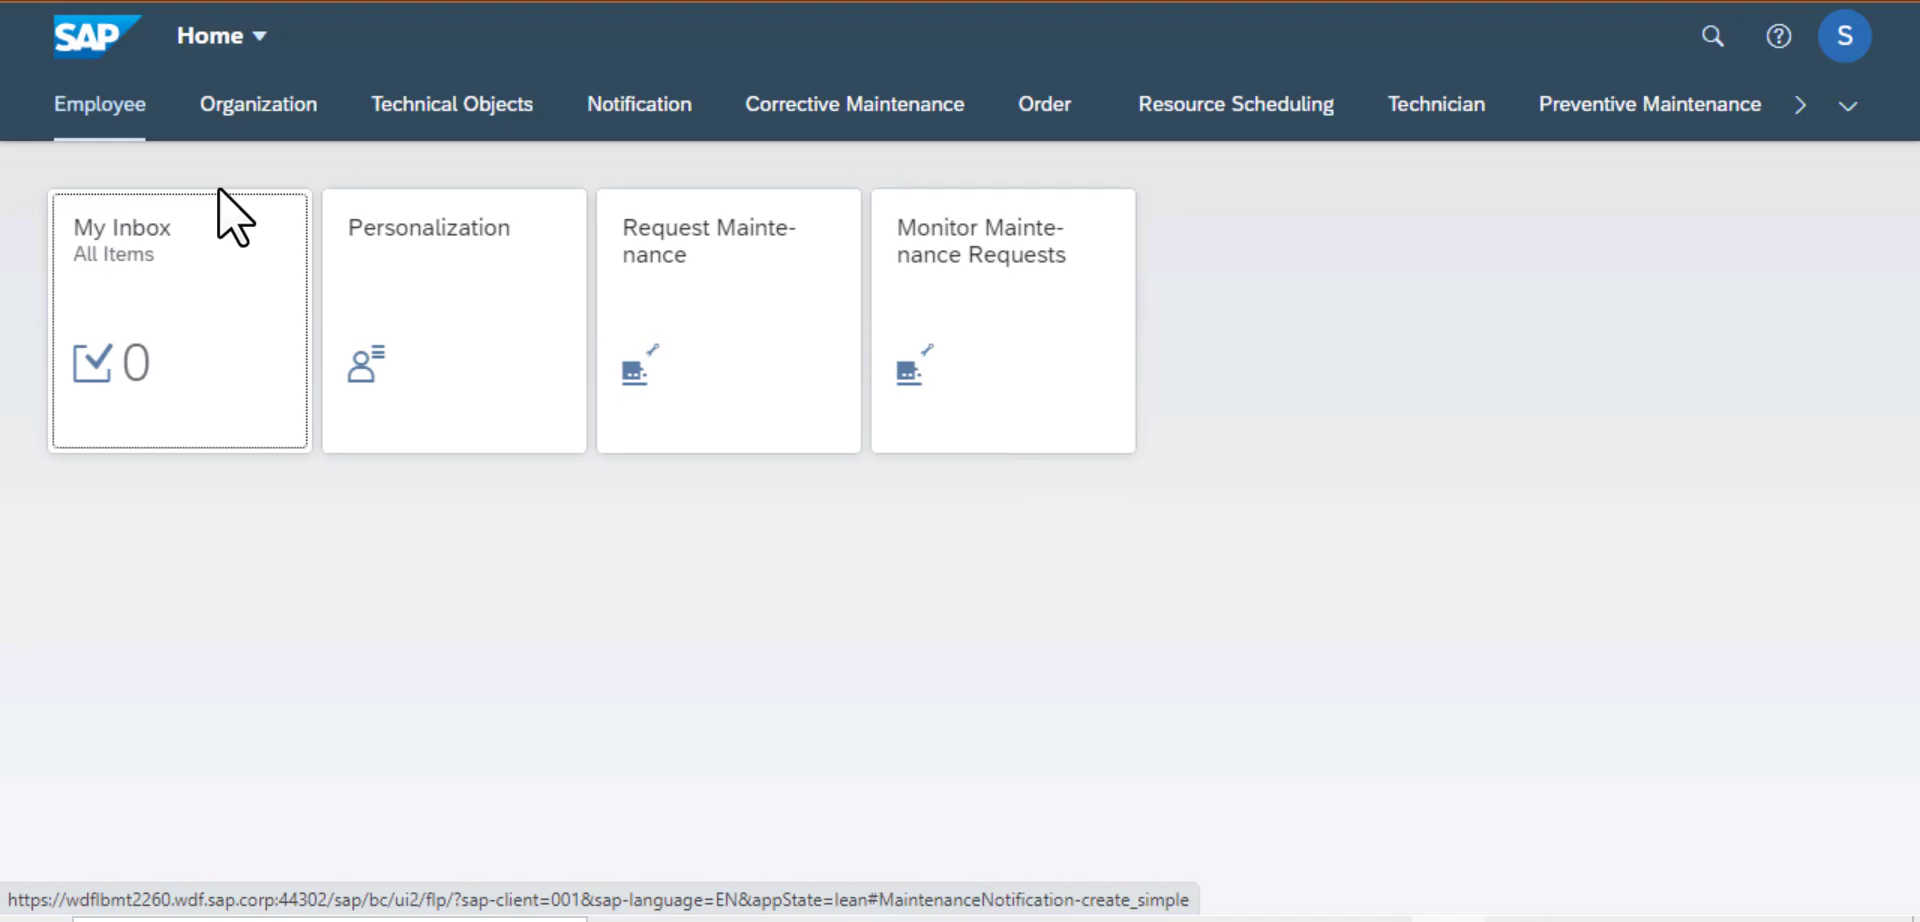 SAP Home
S
Employee Organization Technical Objects Notification Corrective Maintenance Order Resource Scheduling Technician Preventive Maintenance
My Inbox
All Items
0
Personalization
Request Mainte-
nance
Monitor Mainte-
nance Requests
https://wdflbmt2260.wdf.sap.corp:44302/sap/bc/ui2/flp/?sap-client=001&sap-language=EN&appState=lean#MaintenanceNotification-create_simple